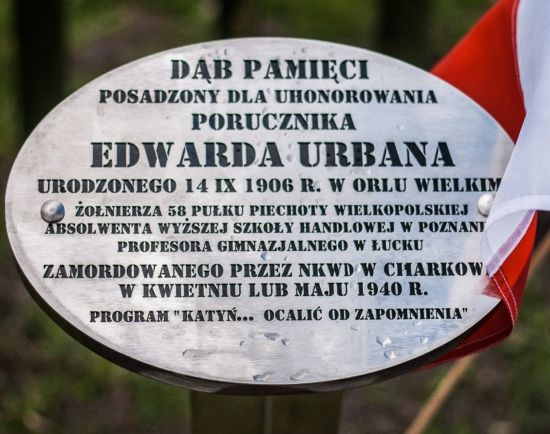 DĄB PAMIĘCI
POSADZONY DLA UHONOROWANIA
PORUCZNIKA
EDWARDA URBANA
URODZONEGO 14 IX 1906 R. W ORLU WIELKIM
ŻOŁNIERZA 58 PUŁKU PIECHOTY WIELKOPOLSKIEJ
ABSOLWENTA WYŻSZEJ SZKOŁY HANDLOWEJ W POZNANI
PROFESORA GIMNAZJALNEGO W ŁUCKU
ZAMORDOWANEGO PRZEZ NKWD W CHARKOW
W KWIETNIU LUB MAJU 1940 R.
PROGRAM "KATYŃ... OCALIĆ OD ZAPOMNIENIA"